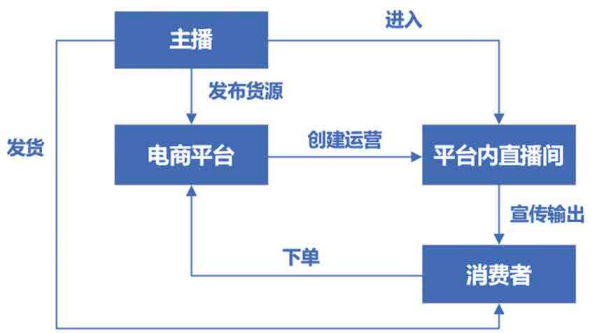 进入
主播
发布货源
发货
创建运营
电商平台
平台内直播间
宣传输出
下单
消费者